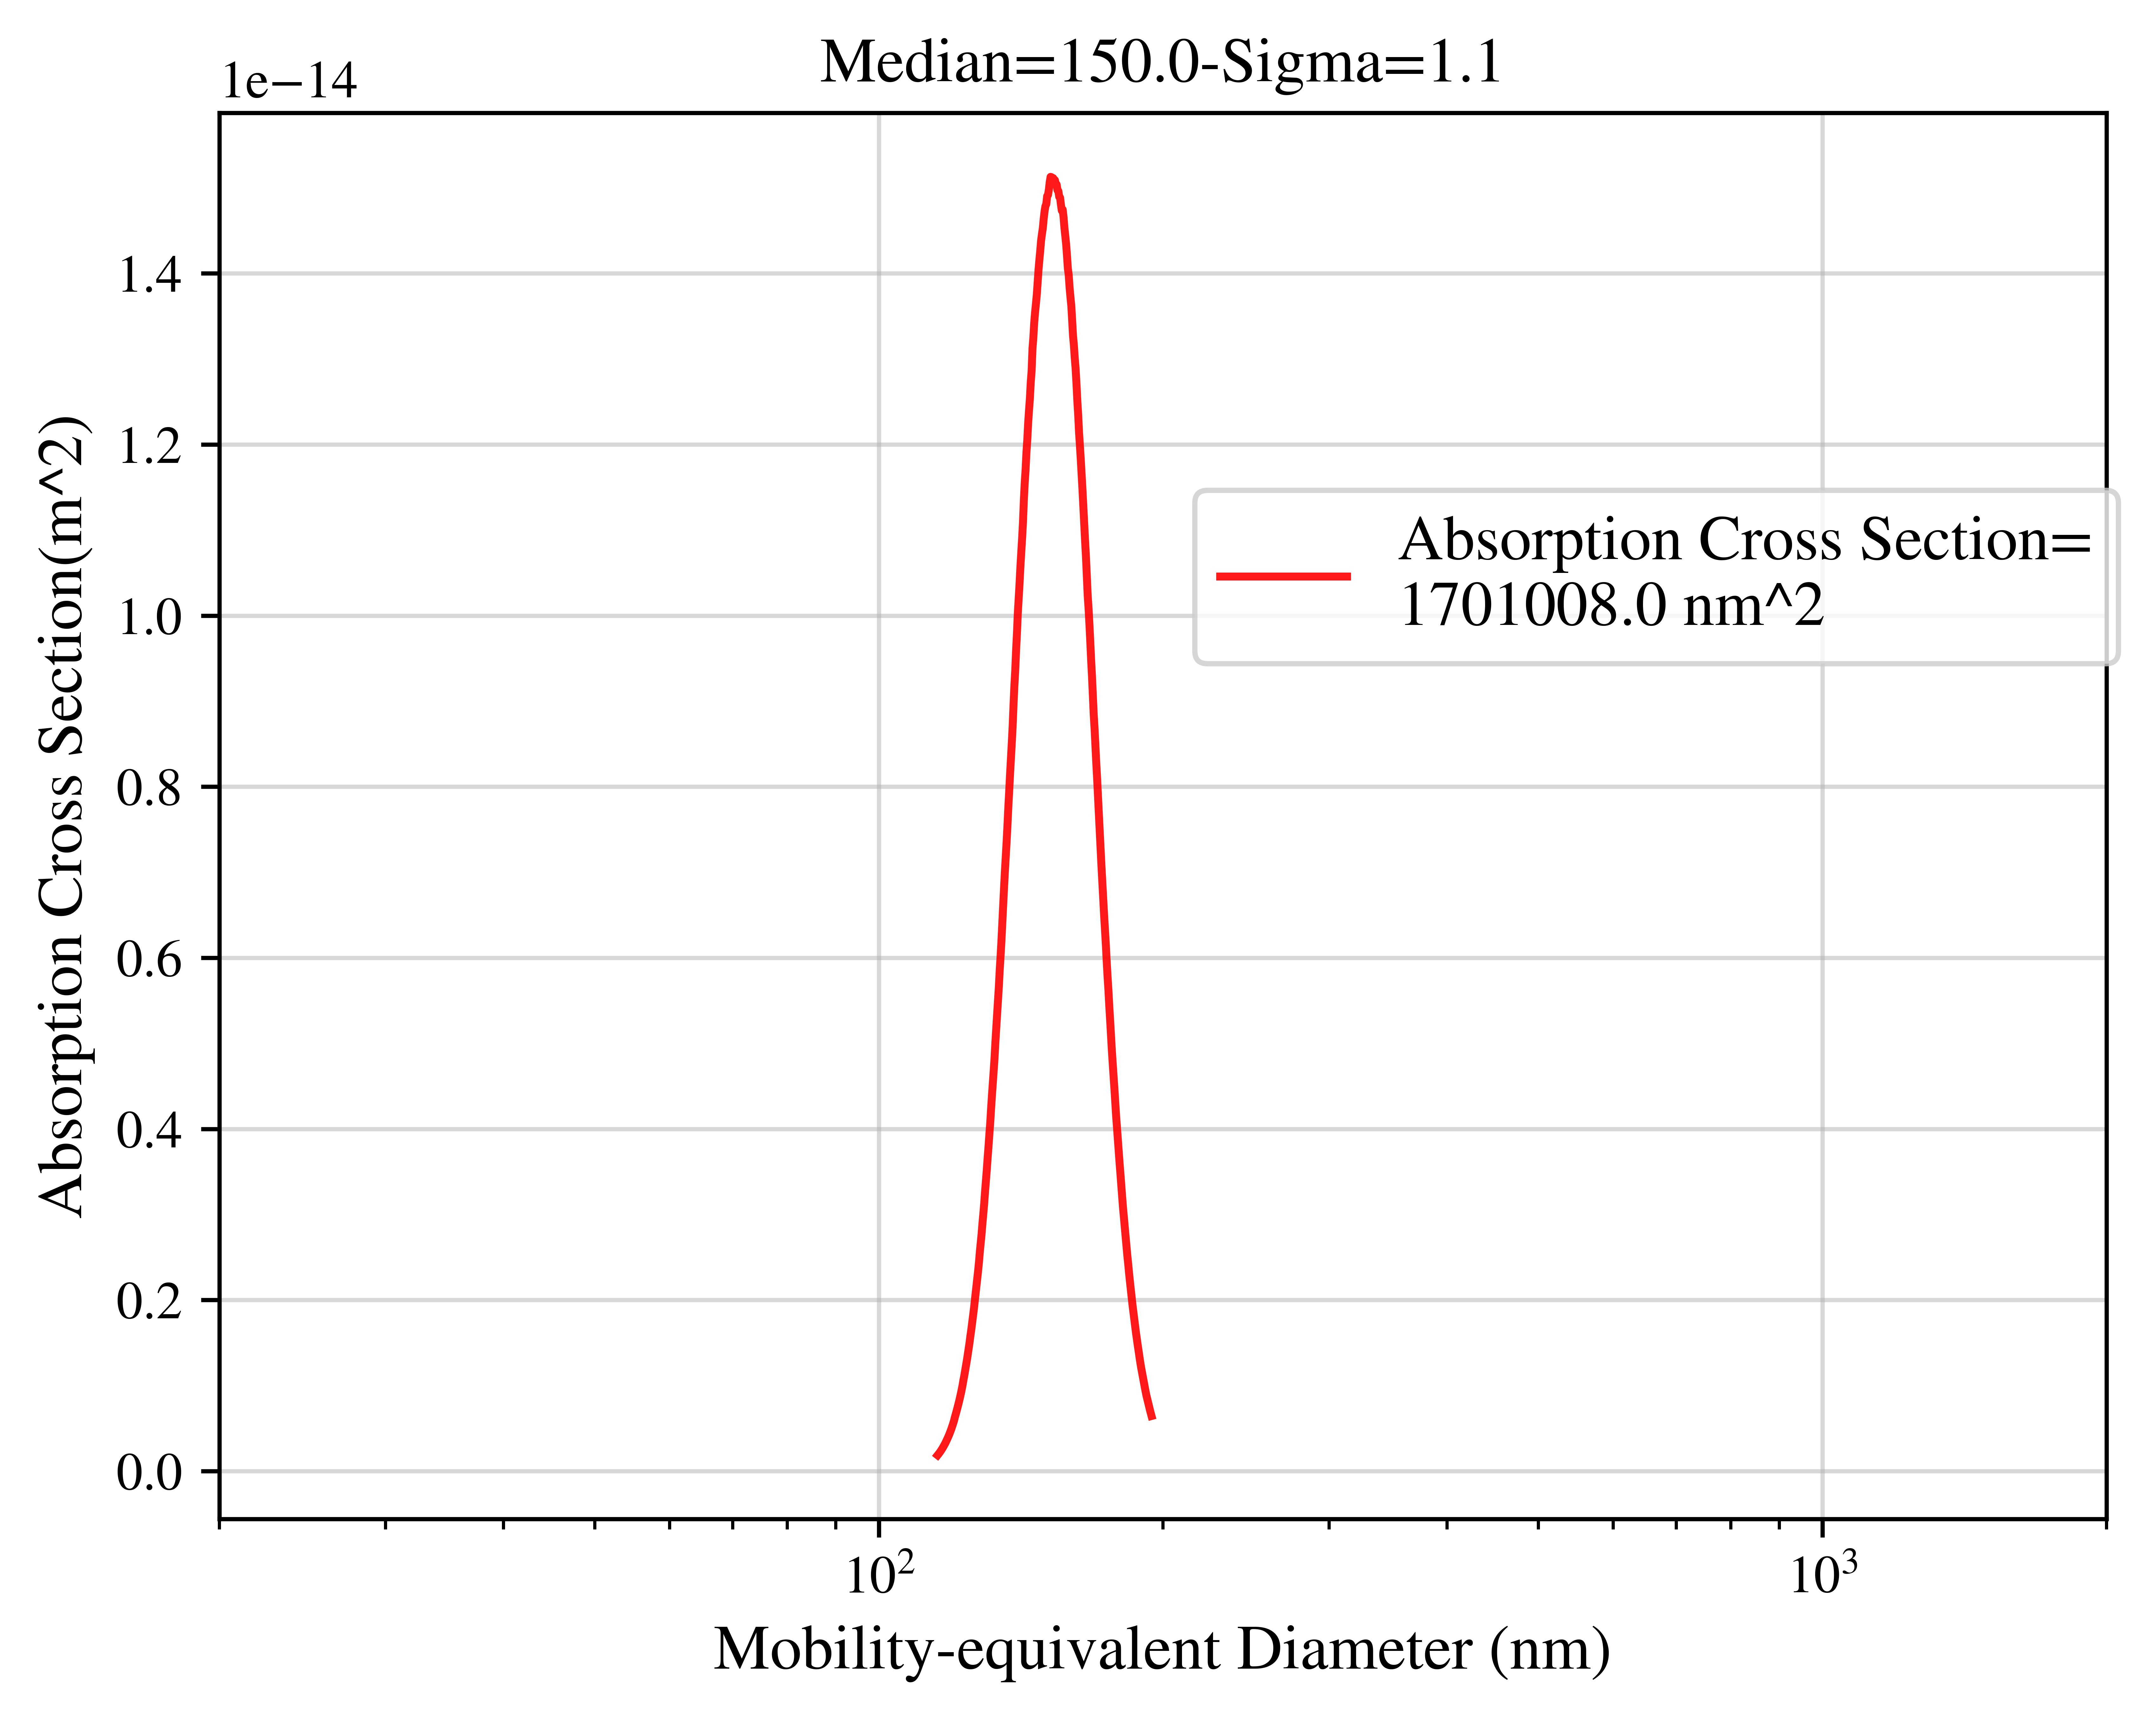 Median=150.0-Sigma=1.1
1e−14
1.4
1.2
1.0
0.8
0.6
0.4
0.2
0.0
Absorption Cross Section(m^2)
Absorption Cross Section=
1701008.0 nm^2
10²
10³
Mobility-equivalent Diameter (nm)